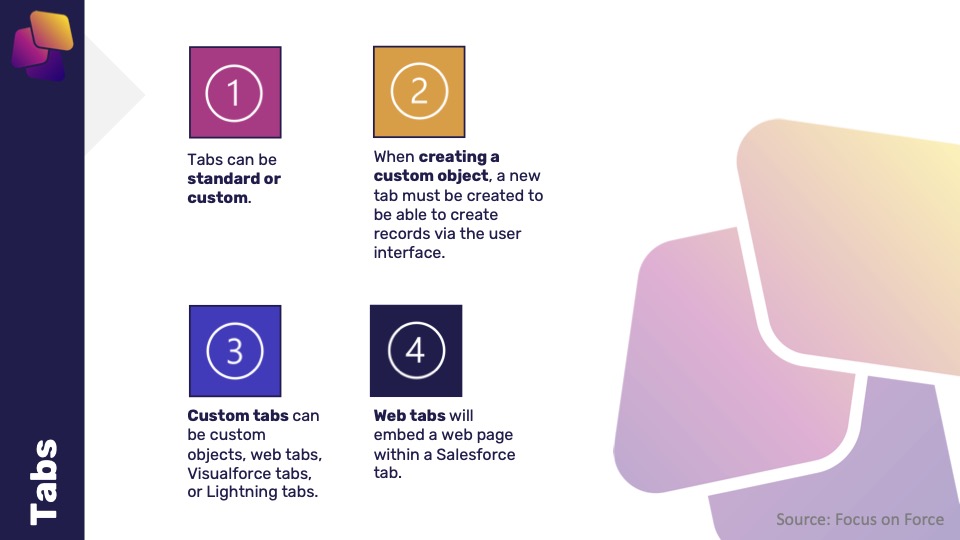 Tabs
1
Tabs can be
standard or
custom.
2
When creating a
custom object, a new
tab must be created to
be able to create
records via the user
interface.
3
Custom tabs can
be custom
objects, web tabs,
Visualforce tabs,
or Lightning tabs.
4
Web tabs will
embed a web page
within a Salesforce
tab.
Source: Focus on Force